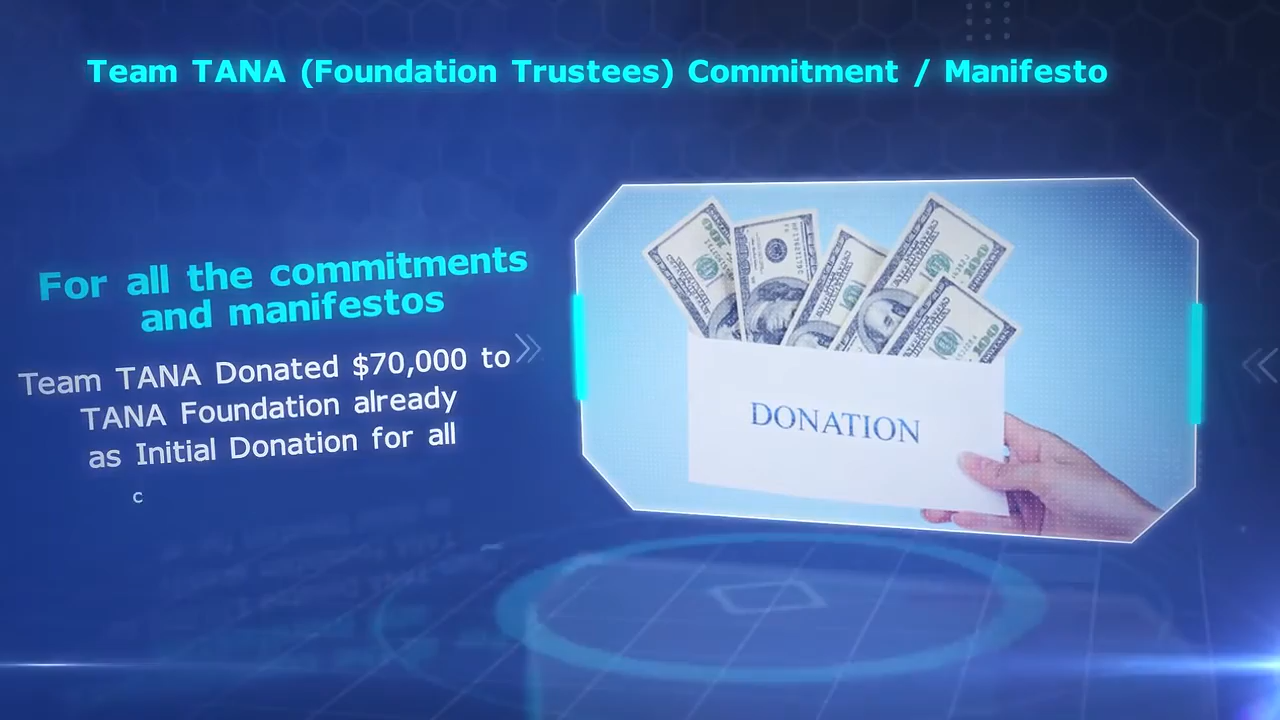 Team TANA (Foundation Trustees) Commitment / Manifesto
For all the commitments
and manifestos
Team TANA Donated $70,000 to
TANA Foundation already
as Initial Donation for all
c
DONATION